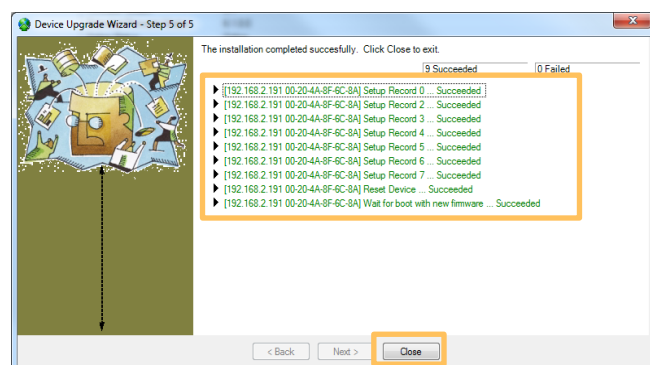 Device Upgrade Wizard - Step 5 of 5
The installation completed succesfully. Click Close to exit.
9 Succeeded 0 Failed
[192.168.2.191 00-20-4A-8F-6C-8A] Setup Record 0 ... Succeeded
[192.168.2.191 00-20-4A-8F-6C-8A] Setup Record 2 ... Succeeded
[192.168.2.191 00-20-4A-8F-6C-8A] Setup Record 3 ... Succeeded
[192.168.2.191 00-20-4A-8F-6C-8A] Setup Record 4 ... Succeeded
[192.168.2.191 00-20-4A-8F-6C-8A] Setup Record 5 ... Succeeded
[192.168.2.191 00-20-4A-8F-6C-8A] Setup Record 6 ... Succeeded
[192.168.2.191 00-20-4A-8F-6C-8A] Setup Record 7 ... Succeeded
[192.168.2.191 00-20-4A-8F-6C-8A] Reset Device ... Succeeded
[192.168.2.191 00-20-4A-8F-6C-8A] Wait for boot with new firmware ... Succeeded
< Back Next > Close